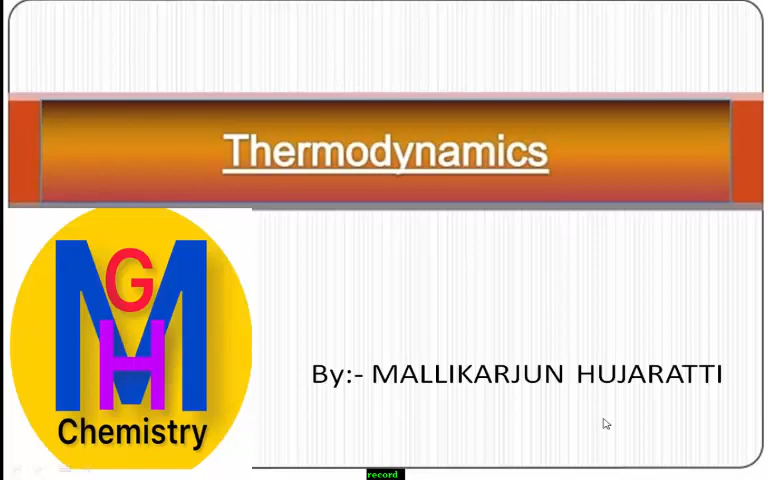 Thermodynamics
M
G
H
Chemistry
By:- MALLIKARJUN HUJARATTI
record